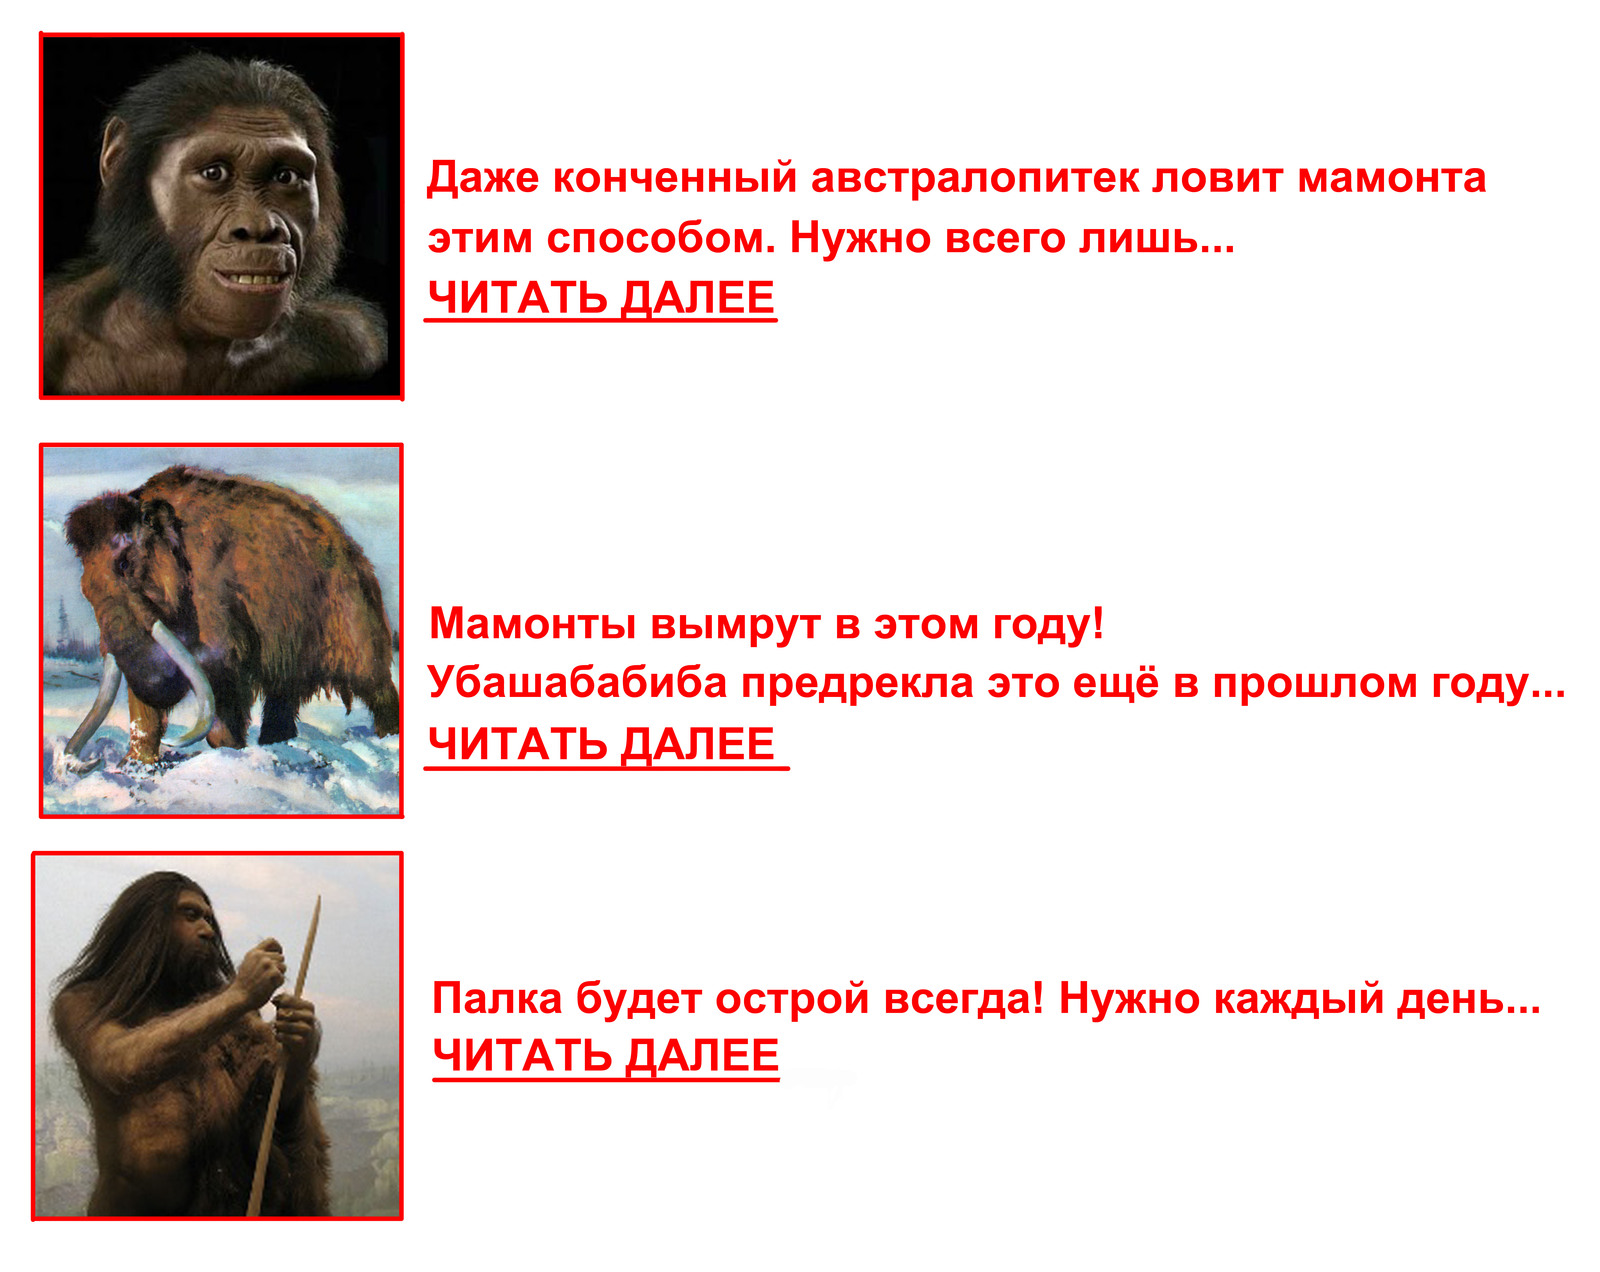 Даже конченный австралопитек ловит мамонта
этим способом. Нужно всего лишь...
ЧИТАТЬ ДАЛЕЕ
Мамонты вымрут в этом году!
Убашабабиба предрекла это ещё в прошлом году...
ЧИТАТЬ ДАЛЕЕ
Палка будет острой всегда! Нужно каждый день...
ЧИТАТЬ ДАЛЕЕ